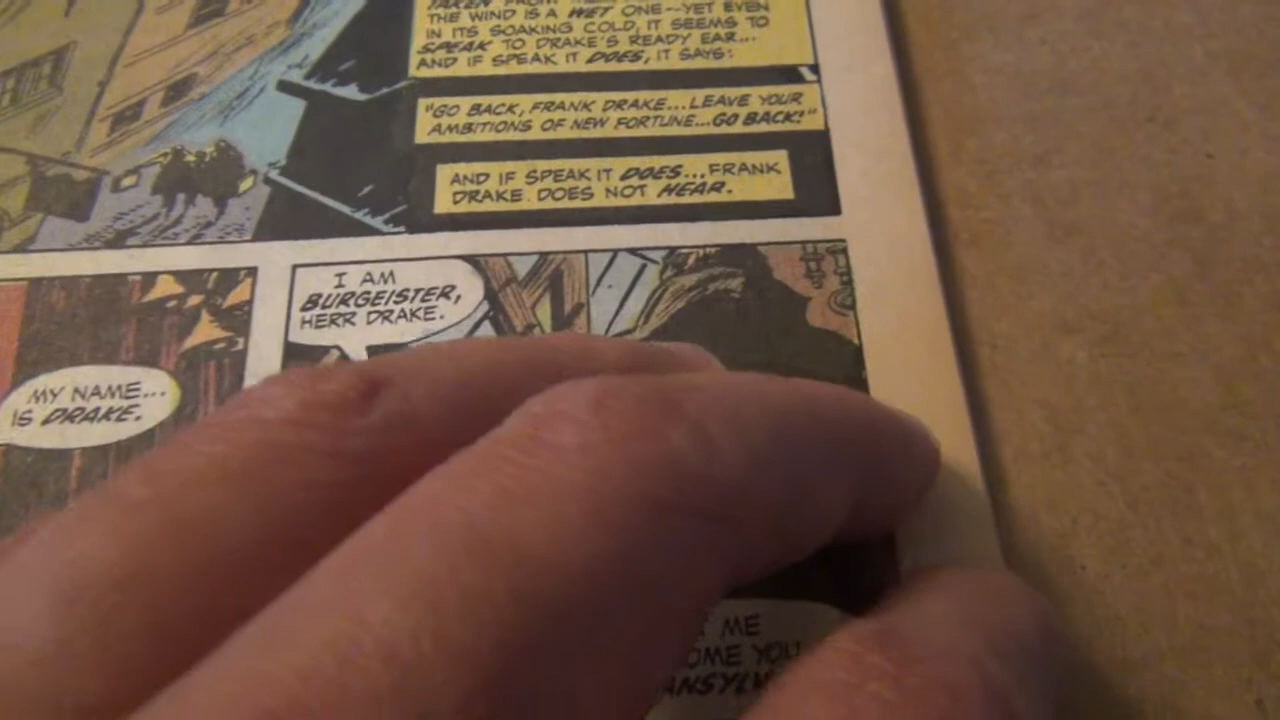 TAKEN FROM
THE WIND IS A WET ONE--YET EVEN
IN ITS SOAKING COLD, IT SEEMS TO
SPEAK TO DRAKE'S READY EAR...
AND IF SPEAK IT DOES, IT SAYS:
"GO BACK, FRANK DRAKE...LEAVE YOUR
AMBITIONS OF NEW FORTUNE...GO BACK!"
AND IF SPEAK IT DOES...FRANK
DRAKE DOES NOT HEAR.
MY NAME...
IS DRAKE.
I AM
BURGEISTER,
HERR DRAKE.
ME
YOU